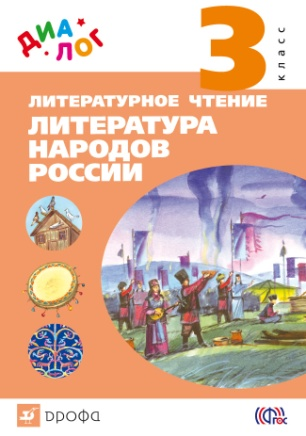 ДИА
ЛОГ
3
класс
ЛИТЕРАТУРНОЕ ЧТЕНИЕ
ЛИТЕРАТУРА
НАРОДОВ
РОССИИ
дрофа
ФГОС